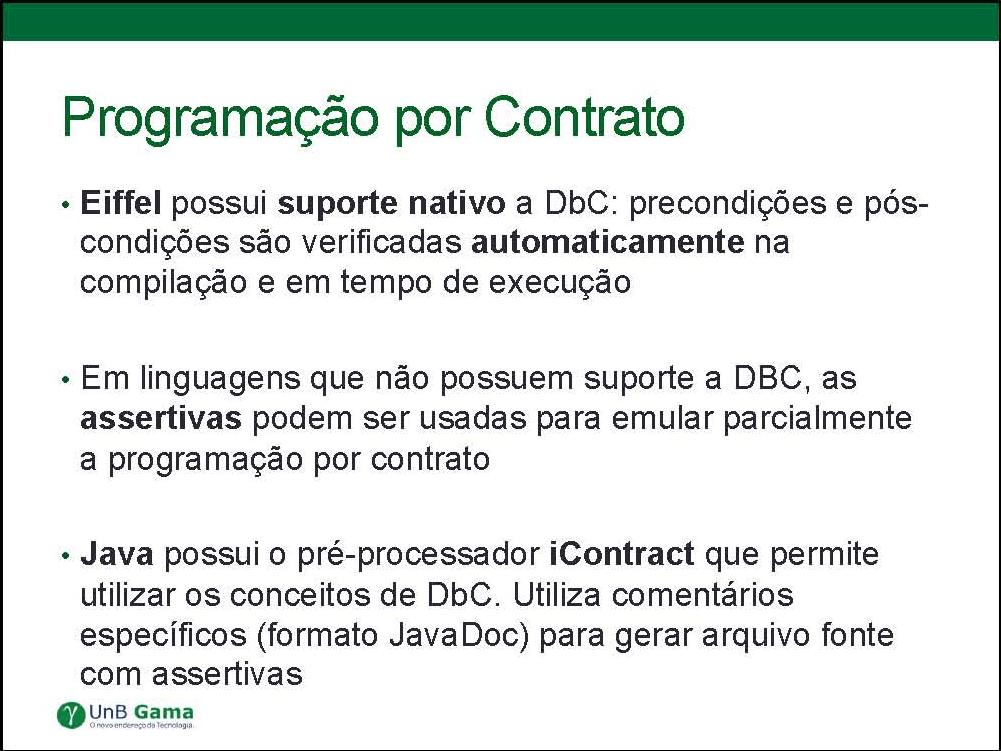 Programação por Contrato
• Eiffel possui suporte nativo a DbC: precondições e pós-
condições são verificadas automaticamente na
compilação e em tempo de execução
• Em linguagens que não possuem suporte a DBC, as
assertivas podem ser usadas para emular parcialmente
a programação por contrato
• Java possui o pré-processador iContract que permite
utilizar os conceitos de DbC. Utiliza comentários
específicos (formato JavaDoc) para gerar arquivo fonte
com assertivas
UnB Gama
O novo endereço da Tecnologia.